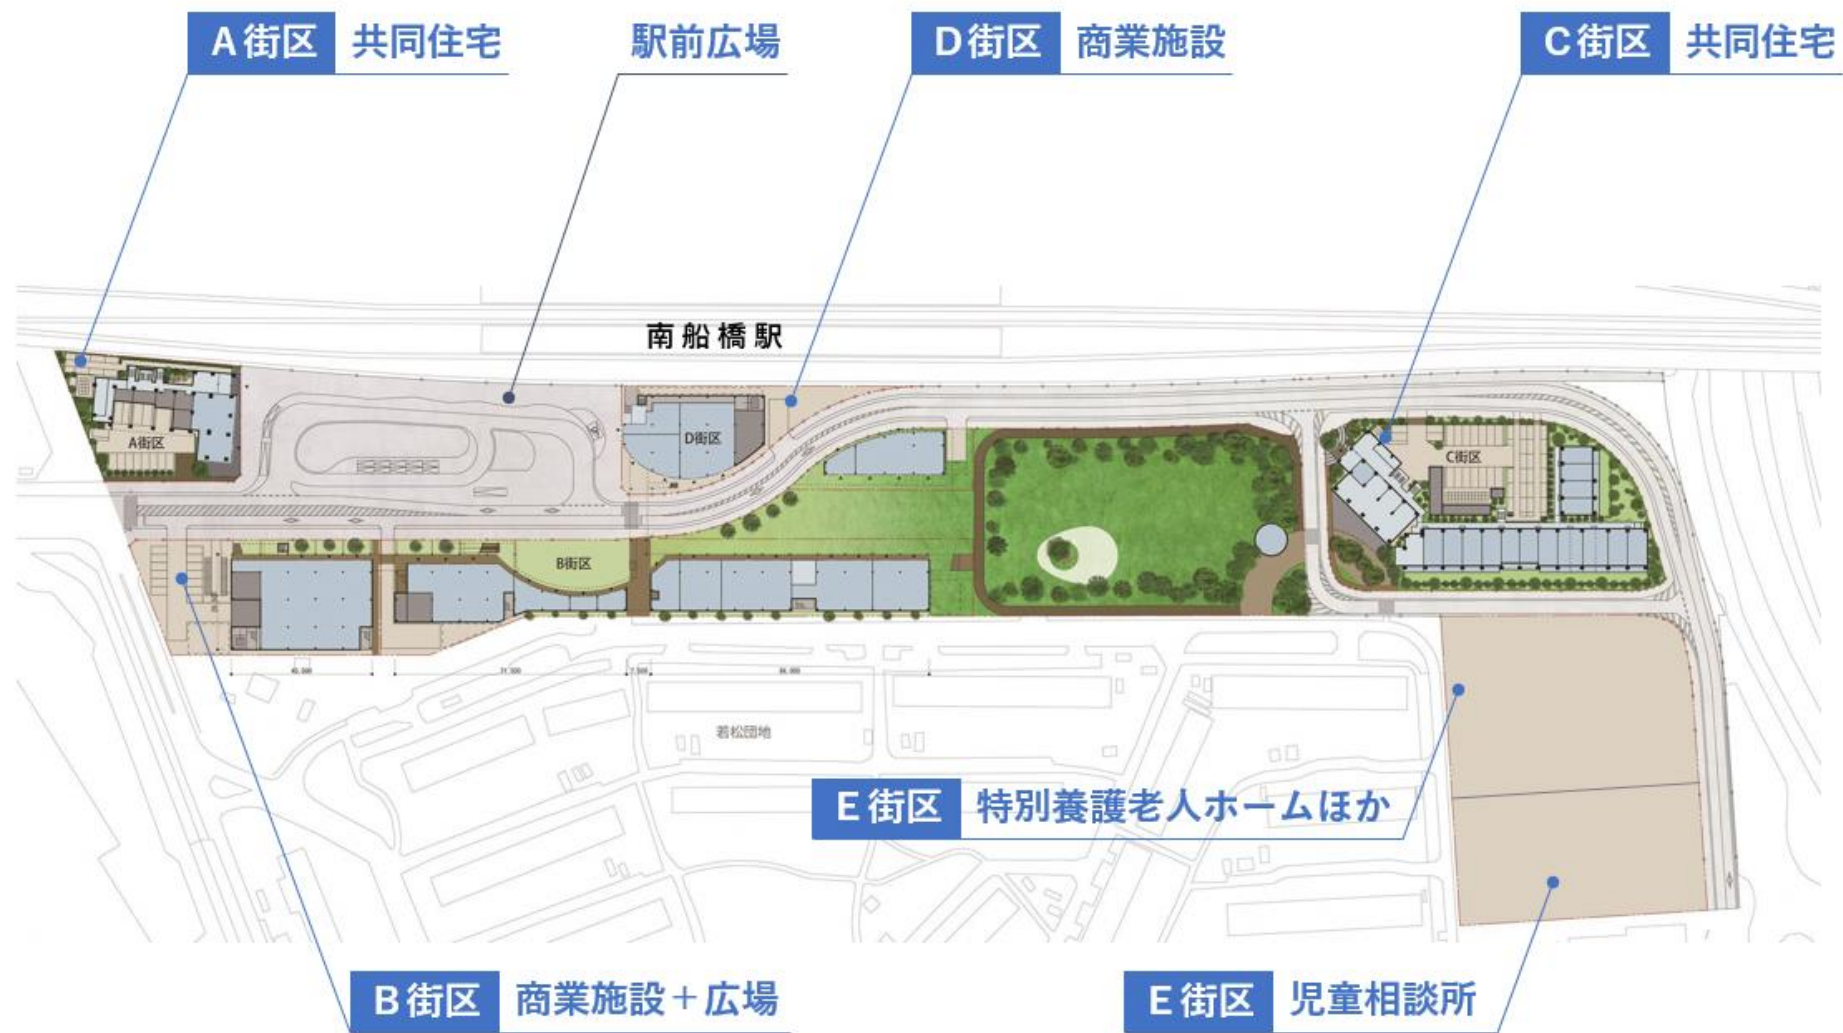 A街区 共同住宅
駅前広場
D街区 商業施設
C街区 共同住宅
南船橋駅
A街区
D街区
C街区
B街区
若松団地
E街区 特別養護老人ホームほか
B街区 商業施設＋広場
E街区 児童相談所